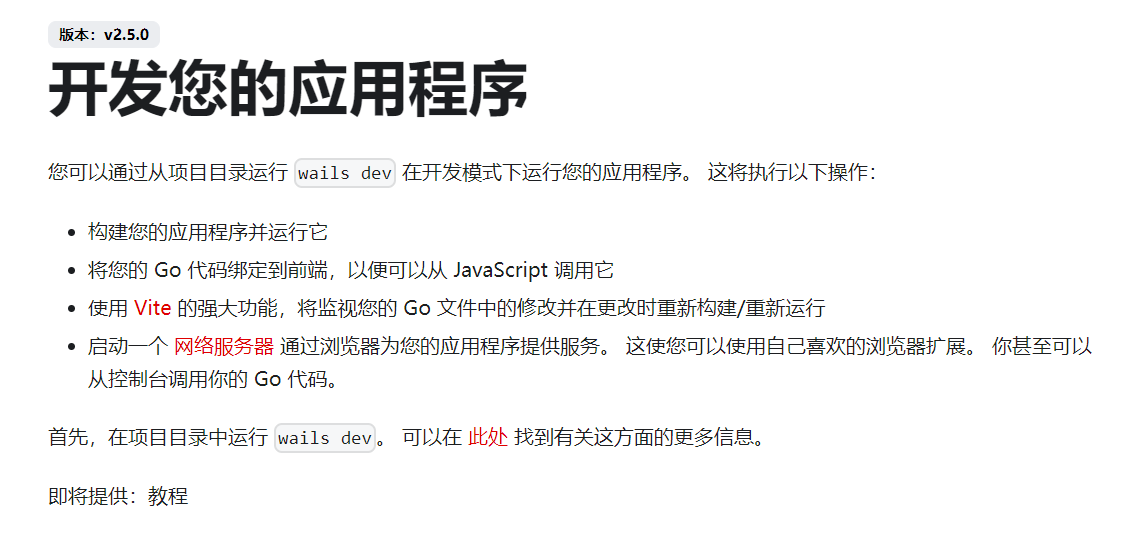 版本：v2.5.0
开发您的应用程序
您可以通过从项目目录运行 wails dev 在开发模式下运行您的应用程序。 这将执行以下操作：
构建您的应用程序并运行它
将您的 Go 代码绑定到前端，以便可以从 JavaScript 调用它
使用 Vite 的强大功能，将监视您的 Go 文件中的修改并在更改时重新构建/重新运行
启动一个 网络服务器 通过浏览器为您的应用程序提供服务。 这使您可以使用自己喜欢的浏览器扩展。 你甚至可以
从控制台调用你的 Go 代码。
首先，在项目目录中运行 wails dev。 可以在 此处 找到有关这方面的更多信息。
即将提供：教程